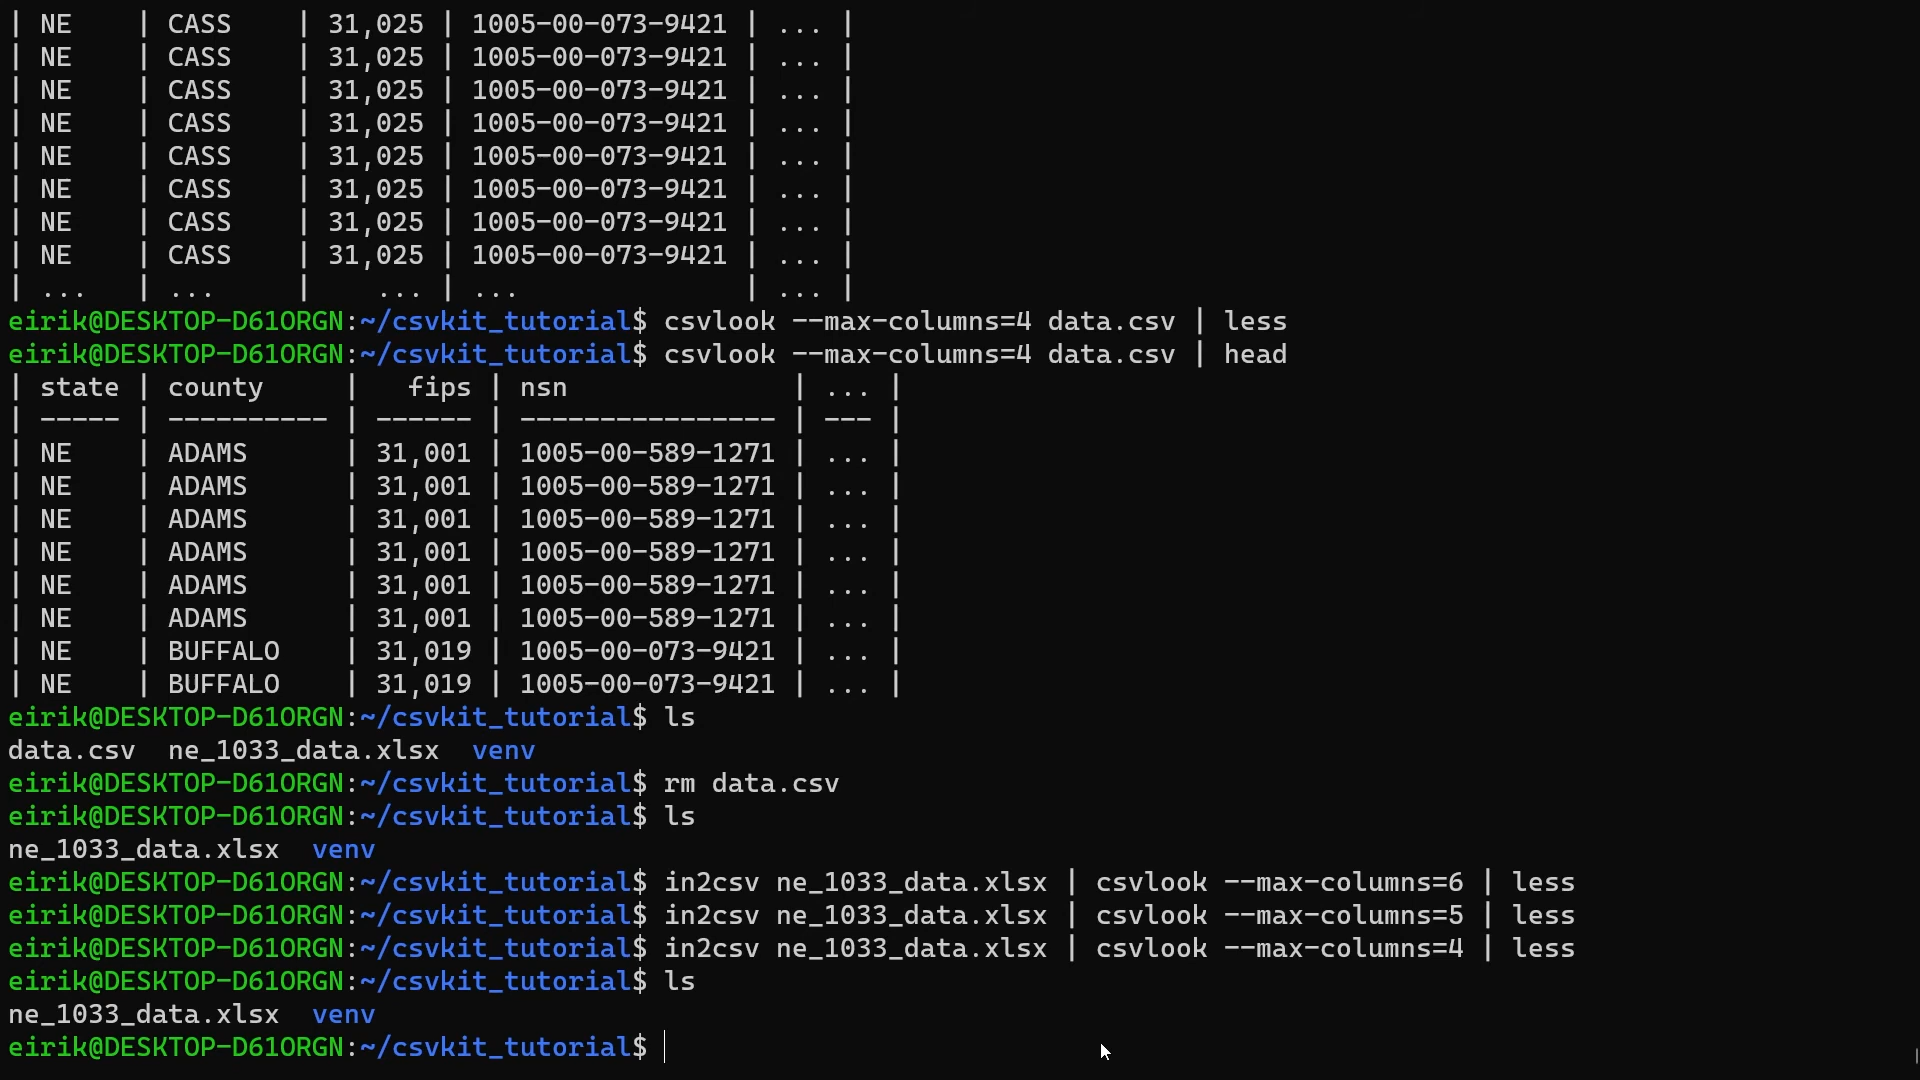 | NE    | CASS    | 31,025 | 1005-00-073-9421 | ... |
| NE    | CASS    | 31,025 | 1005-00-073-9421 | ... |
| NE    | CASS    | 31,025 | 1005-00-073-9421 | ... |
| NE    | CASS    | 31,025 | 1005-00-073-9421 | ... |
| NE    | CASS    | 31,025 | 1005-00-073-9421 | ... |
| NE    | CASS    | 31,025 | 1005-00-073-9421 | ... |
| NE    | CASS    | 31,025 | 1005-00-073-9421 | ... |
| NE    | CASS    | 31,025 | 1005-00-073-9421 | ... |
| ...   | ...     |    ... | ...              | ... |
eirik@DESKTOP-D61ORGN:~/csvkit_tutorial$ csvlook --max-columns=4 data.csv | less
eirik@DESKTOP-D61ORGN:~/csvkit_tutorial$ csvlook --max-columns=4 data.csv | head
| state | county     |   fips | nsn              | ... |
| ----- | ---------- | ------ | ---------------- | --- |
| NE    | ADAMS      | 31,001 | 1005-00-589-1271 | ... |
| NE    | ADAMS      | 31,001 | 1005-00-589-1271 | ... |
| NE    | ADAMS      | 31,001 | 1005-00-589-1271 | ... |
| NE    | ADAMS      | 31,001 | 1005-00-589-1271 | ... |
| NE    | ADAMS      | 31,001 | 1005-00-589-1271 | ... |
| NE    | ADAMS      | 31,001 | 1005-00-589-1271 | ... |
| NE    | BUFFALO    | 31,019 | 1005-00-073-9421 | ... |
| NE    | BUFFALO    | 31,019 | 1005-00-073-9421 | ... |
eirik@DESKTOP-D61ORGN:~/csvkit_tutorial$ ls
data.csv  ne_1033_data.xlsx  venv
eirik@DESKTOP-D61ORGN:~/csvkit_tutorial$ rm data.csv
eirik@DESKTOP-D61ORGN:~/csvkit_tutorial$ ls
ne_1033_data.xlsx  venv
eirik@DESKTOP-D61ORGN:~/csvkit_tutorial$ in2csv ne_1033_data.xlsx | csvlook --max-columns=6 | less
eirik@DESKTOP-D61ORGN:~/csvkit_tutorial$ in2csv ne_1033_data.xlsx | csvlook --max-columns=5 | less
eirik@DESKTOP-D61ORGN:~/csvkit_tutorial$ in2csv ne_1033_data.xlsx | csvlook --max-columns=4 | less
eirik@DESKTOP-D61ORGN:~/csvkit_tutorial$ ls
ne_1033_data.xlsx  venv
eirik@DESKTOP-D61ORGN:~/csvkit_tutorial$